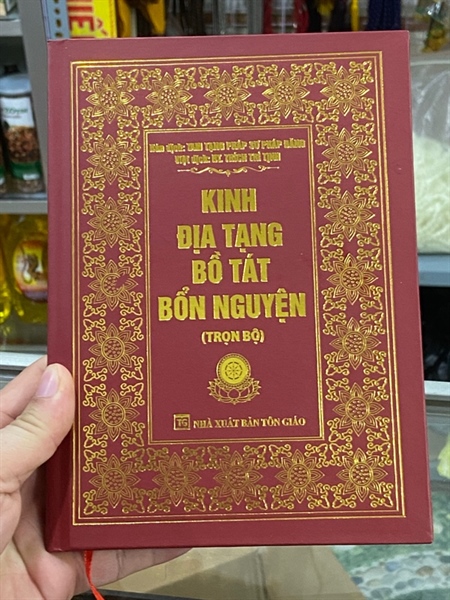 Hán dịch: TAM TẠNG PHÁP SƯ PHÁP ĐĂNG
Việt dịch: HT. THÍCH TRÍ TỊNH
KINH
ĐỊA TẠNG
BỒ TÁT
BỔN NGUYỆN
(TRỌN BỘ)
TG NHÀ XUẤT BẢN TÔN GIÁO